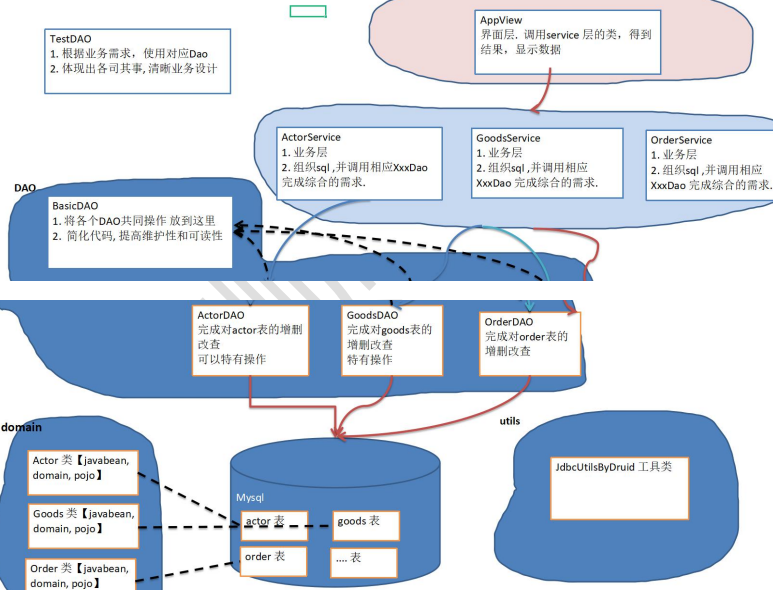 TestDAO
1. 根据业务需求，使用对应Dao
2. 体现出各司其事, 清晰业务设计
AppView
界面层. 调用service 层的类，得到
结果，显示数据
ActorService
1. 业务层
2. 组织sql ,并调用相应XxxDao
完成综合的需求.
GoodsService
1. 业务层
2. 组织sql ,并调用相应
XxxDao 完成综合的需求.
OrderService
1. 业务层
2. 组织sql ,并调用相应
XxxDao 完成综合的需求.
DAO
BasicDAO
1. 将各个DAO共同操作 放到这里
2. 简化代码, 提高维护性和可读性
ActorDAO
完成对actor表的增删
改查
可以特有操作
GoodsDAO
完成对goods表的
增删改查
特有操作
OrderDAO
完成对order表的
增删改查
domain
Actor 类【javabean,
domain, pojo】
Goods 类【javabean,
domain, pojo】
Order 类【javabean,
domain, pojo】
Mysql
actor 表
goods 表
order 表
.... 表
utils
JdbcUtilsByDruid 工具类